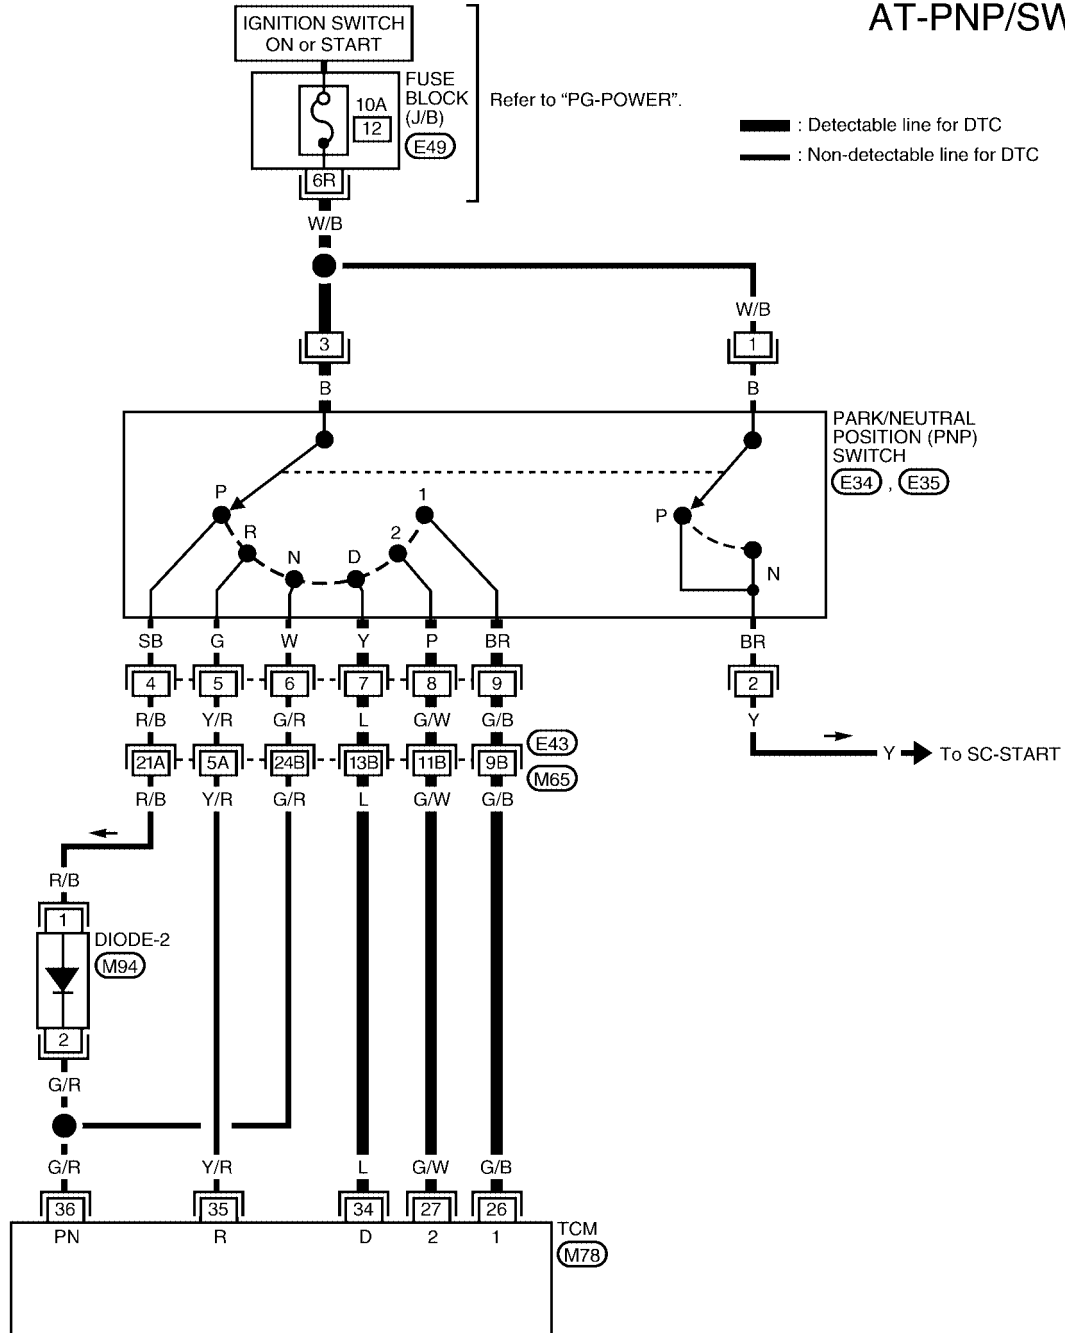 AT-PNP/SW
IGNITION SWITCH
ON or START
FUSE
BLOCK
(J/B)
10A
12
E49
Refer to “PG-POWER”.
: Detectable line for DTC
: Non-detectable line for DTC
6R
W/B
W/B
3
1
B
B
PARK/NEUTRAL
POSITION (PNP)
SWITCH
E34 , E35
P
R
N
D
2
1
P
N
SB G W Y P BR
BR
4 5 6 7 8 9
2
R/B Y/R G/R L G/W G/B
Y
E43
21A 5A 24B 13B 11B 9B
M65
Y
To SC-START
R/B Y/R G/R L G/W G/B
R/B
1
DIODE-2
M94
2
G/R
G/R Y/R L G/W G/B
36 35 34 27 26
PN R D 2 1
TCM
M78